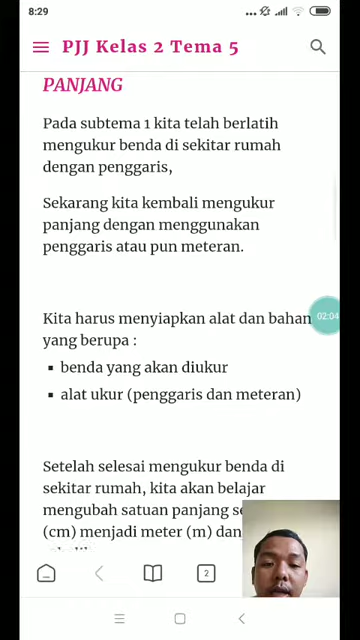 8:29
PJJ Kelas 2 Tema 5
PANJANG
Pada subtema 1 kita telah berlatih
mengukur benda di sekitar rumah
dengan penggaris,
Sekarang kita kembali mengukur
panjang dengan menggunakan
penggaris atau pun meteran.
Kita harus menyiapkan alat dan bahan
02:04
yang berupa :
benda yang akan diukur
alat ukur (penggaris dan meteran)
Setelah selesai mengukur benda di
sekitar rumah, kita akan belajar
mengubah satuan panjang
(cm) menjadi meter (m) dan
2